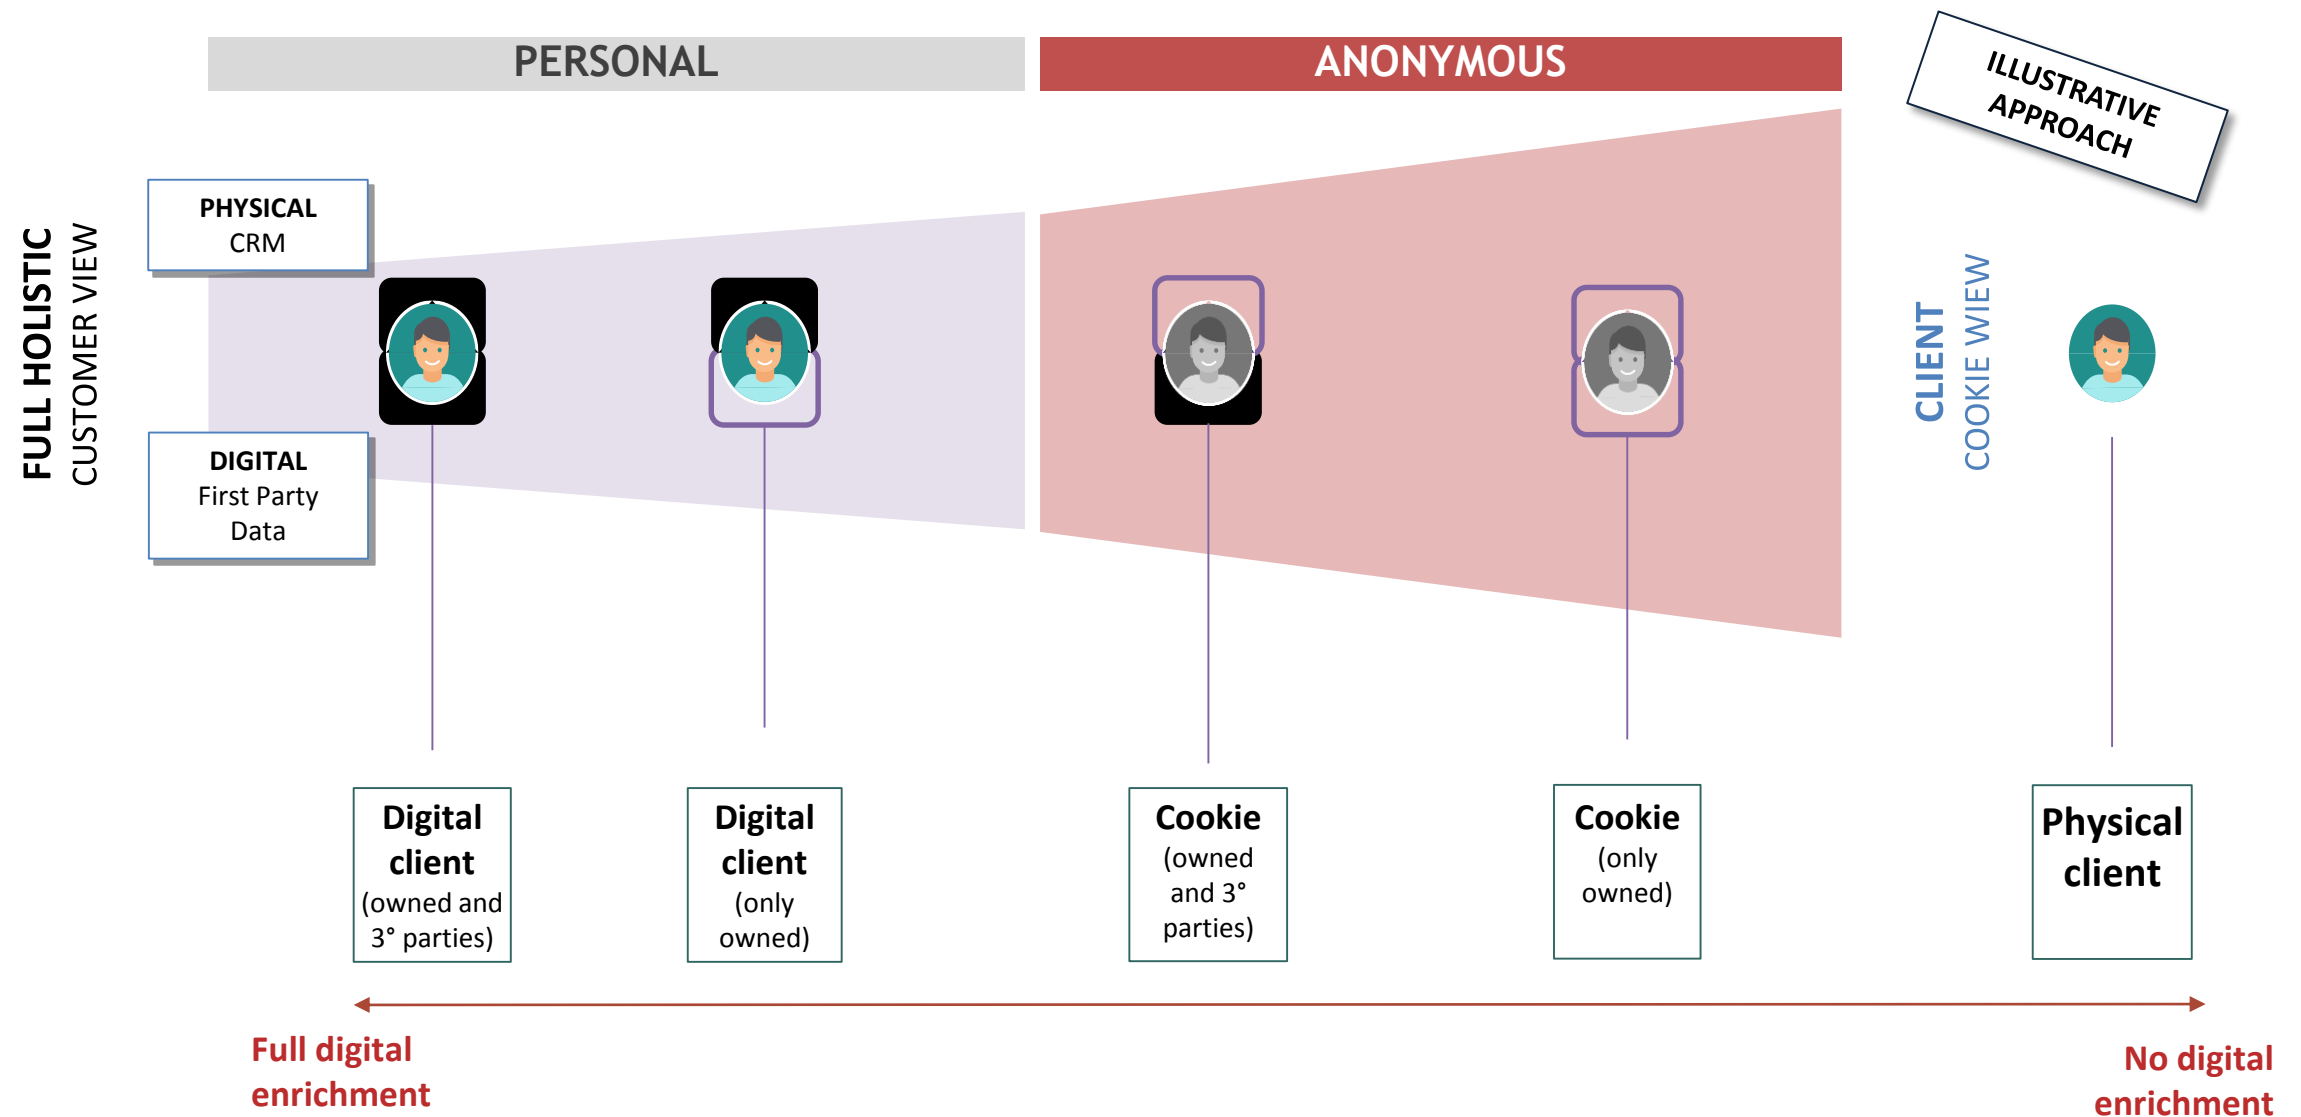 PERSONAL
ANONYMOUS
ILLUSTRATIVE
APPROACH
FULL HOLISTIC
CUSTOMER VIEW
PHYSICAL
CRM
DIGITAL
First Party
Data
CLIENT
COOKIE WIEW
Digital
client
(owned and
3° parties)
Digital
client
(only
owned)
Cookie
(owned
and 3°
parties)
Cookie
(only
owned)
Physical
client
Full digital
enrichment
No digital
enrichment